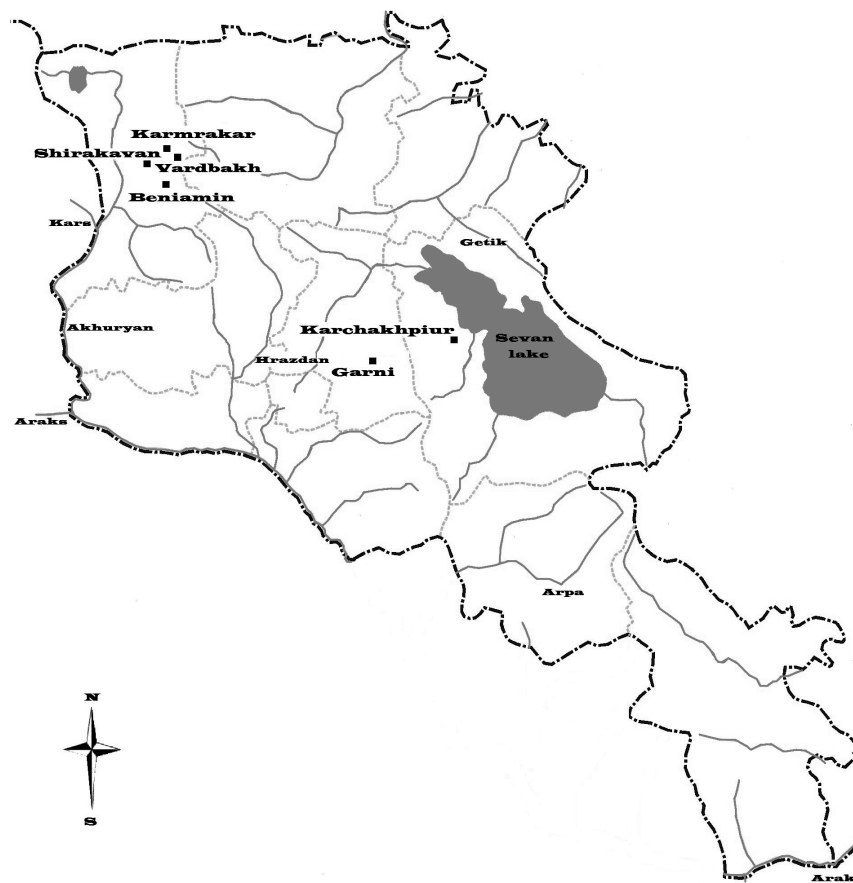 Karmrakar
Shirakavan
Vardbakh
Beniamin
Kars
Getik
Akhuryan
Karchakhpiur
Sevan
lake
Hrazdan
Garni
Araks
Arpa
N
S
Arak